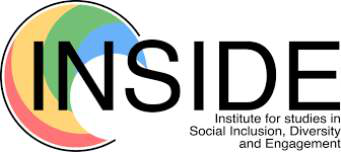 INSIDE
Institute for studies in
Social Inclusion, Diversity
and Engagement